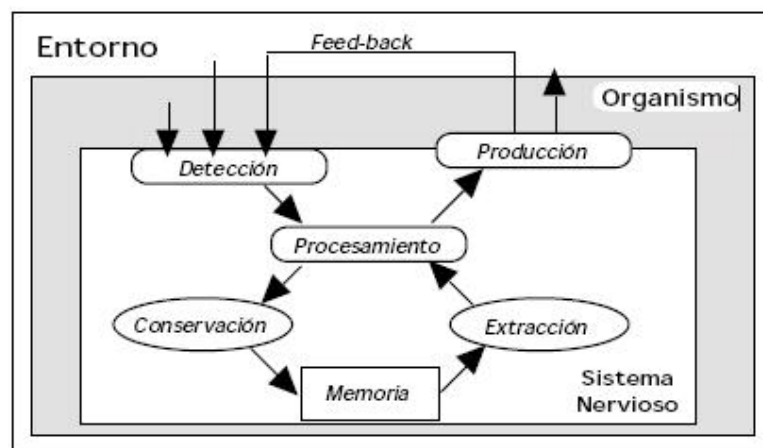 Entorno
Feed-back
Organismo
Detección
Producción
Procesamiento
Conservación
Extracción
Memoria
Sistema
Nervioso